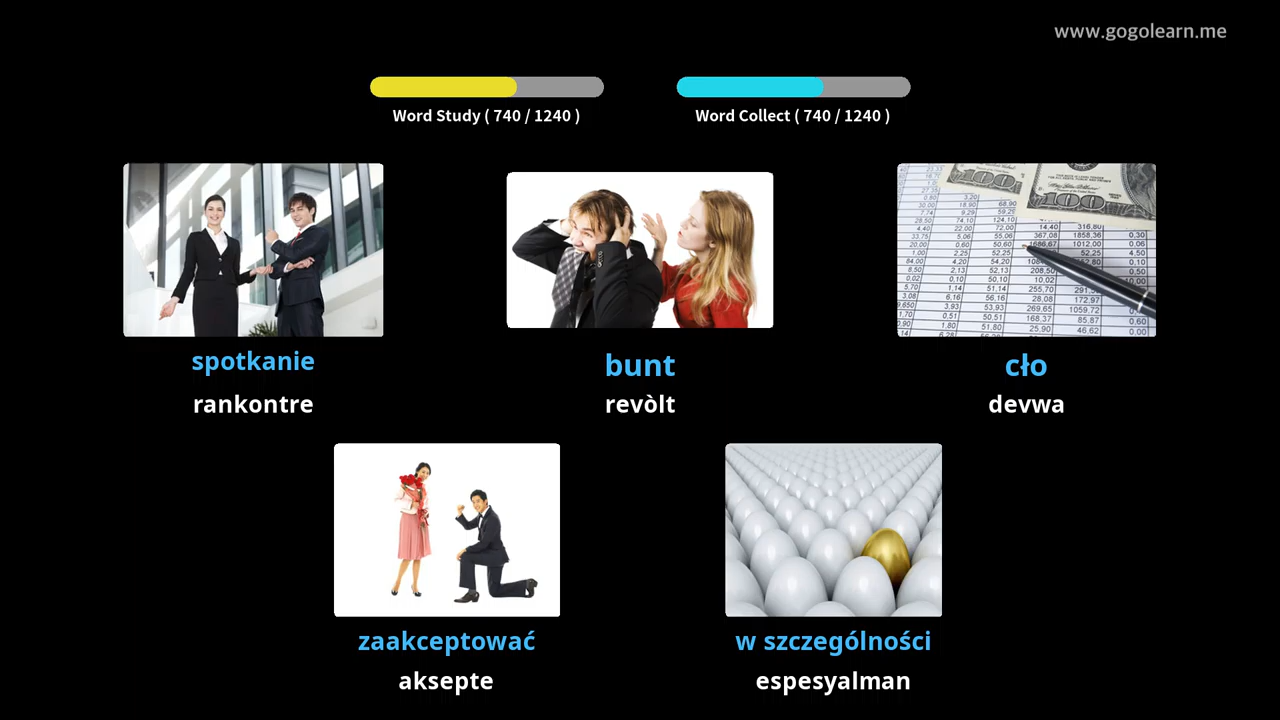 www.gogolearn.me
Word Study ( 740 / 1240 )
Word Collect ( 740 / 1240 )
spotkanie
rankontre
bunt
revòlt
cło
devwa
zaakceptować
aksepte
w szczególności
espesyalman